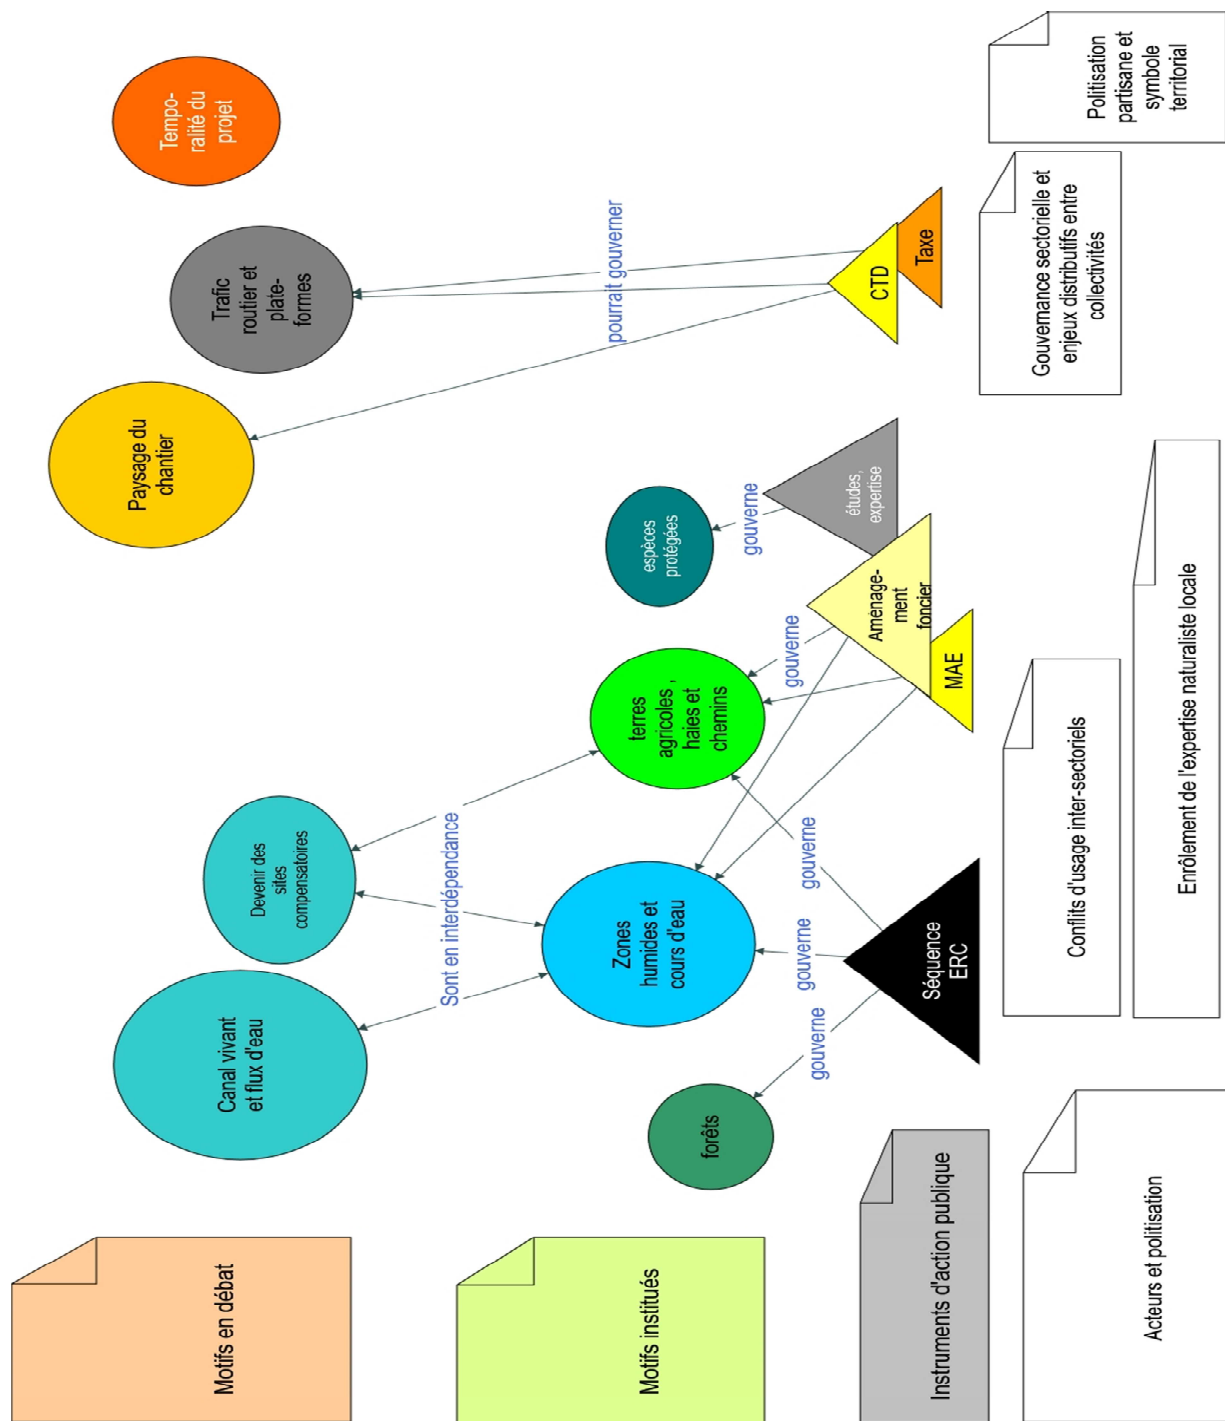 Motifs en débat
Canal vivant
et flux d'eau
Devenir des
sites
compensatoires
Paysage du
chantier
Trafic
routier et
plate-
formes
Tempo-
ralité du
projet
Sont en interdépendance
pourrait gouverner
Motifs institués
forêts
Zones
humides et
cours d'eau
terres
agricoles ,
haies et
chemins
espèces
protégées
gouverne
gouverne
gouverne
gouverne
gouverne
Instruments d'action publique
Séquence
ERC
Aménage-
ment
foncier
MAE
études,
expertise
CTD
Taxe
Acteurs et politisation
Conflits d'usage inter-sectoriels
Enrôlement de l'expertise naturaliste locale
Gouvernance sectorielle et
enjeux distributifs entre
collectivités
Politisation
partisane et
symbole
territorial